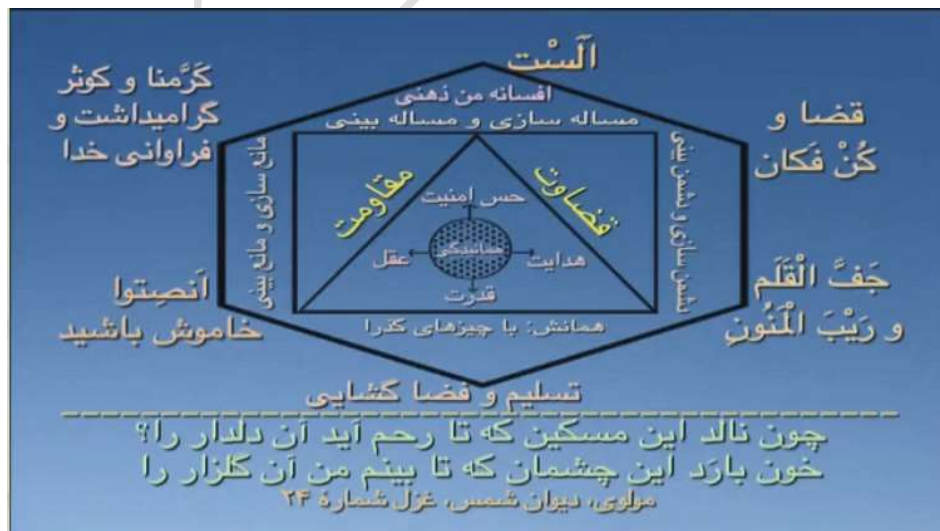 اَلَسْت
کَرَّمنا و کوثر
گرامیداشت و
فراوانی خدا
قضا و
کُنْ فَکان
افسانه من ذهنی
مساله سازی و مساله بینی
مانع سازی و مانع بینی
دشمن سازی و دشمن بینی
مقاومت
قضاوت
حس امنیت
همانیدگی
عقل
هدایت
قدرت
همانش: با چیزهای گذرا
اَنصِتوا
خاموش باشید
جَفَّ الْقَلَم
و رَیْبَ الْمَنُونِ
تسلیم و فضا گشایی
چون نالد این مسکین که تا رحم آید آن دلدار را؟
خون بارَد این چشمان که تا بینم من آن گلزار را
مولوی، دیوان شمس، غزل شمارهٔ ۲۴